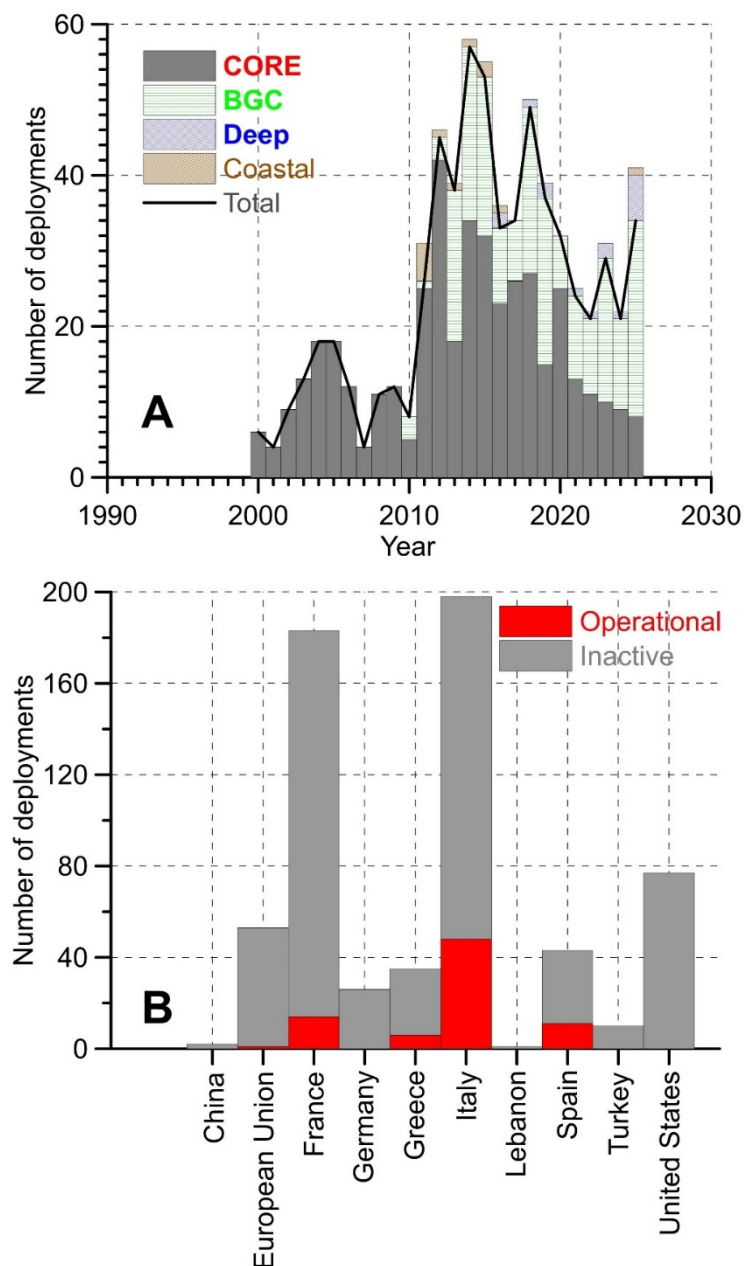 60
40
20
0
Number of deployments
CORE
BGC
Deep
Coastal
Total
A
1990
2000
2010
2020
2030
Year
200
160
120
80
40
0
Number of deployments
Operational
Inactive
B
China
European Union
France
Germany
Greece
Italy
Lebanon
Spain
Turkey
United States